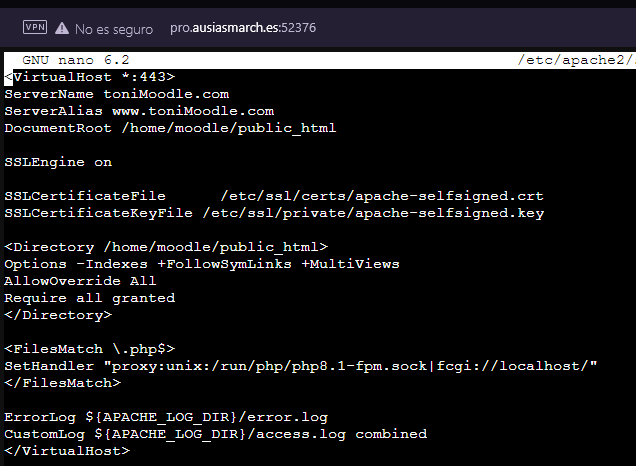 VPN No es seguro pro.ausiasmarch.es:52376
GNU nano 6.2 /etc/apache2/
<VirtualHost *:443>
ServerName toniMoodle.com
ServerAlias www.toniMoodle.com
DocumentRoot /home/moodle/public_html
SSLEngine on
SSLCertificateFile /etc/ssl/certs/apache-selfsigned.crt
SSLCertificateKeyFile /etc/ssl/private/apache-selfsigned.key
<Directory /home/moodle/public_html>
Options -Indexes +FollowSymLinks +MultiViews
AllowOverride All
Require all granted
</Directory>
<FilesMatch \.php$>
SetHandler "proxy:unix:/run/php/php8.1-fpm.sock|fcgi://localhost/"
</FilesMatch>
ErrorLog ${APACHE_LOG_DIR}/error.log
CustomLog ${APACHE_LOG_DIR}/access.log combined
</VirtualHost>